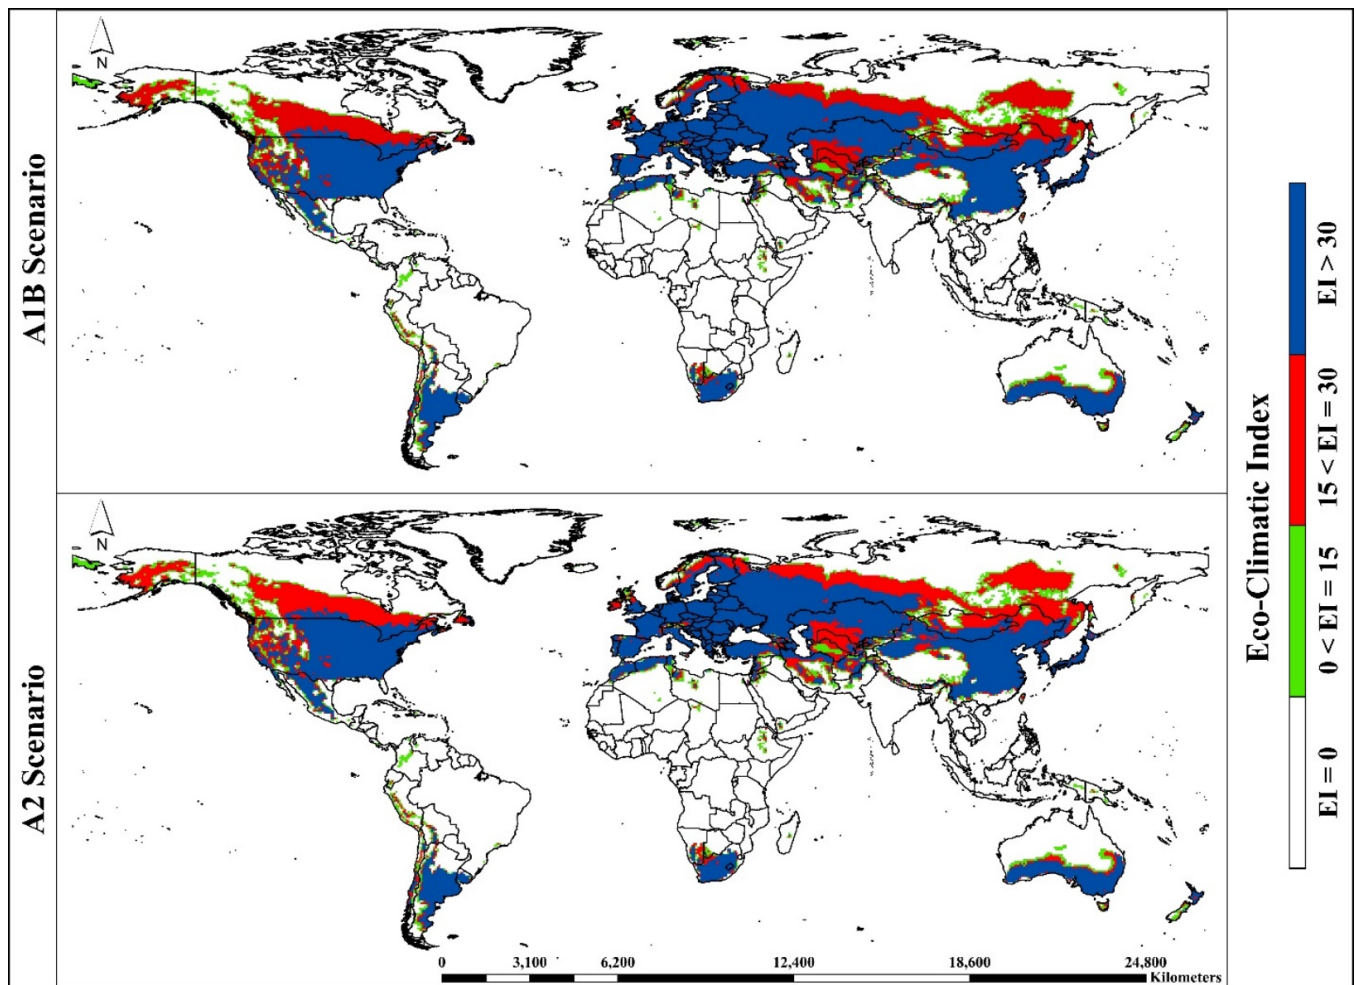 A1B Scenario
N
A2 Scenario
N
0 3,100 6,200 12,400 18,600 24,800
Kilometers
Eco-Climatic Index
EI = 0 0 < EI = 15 15 < EI = 30 EI > 30